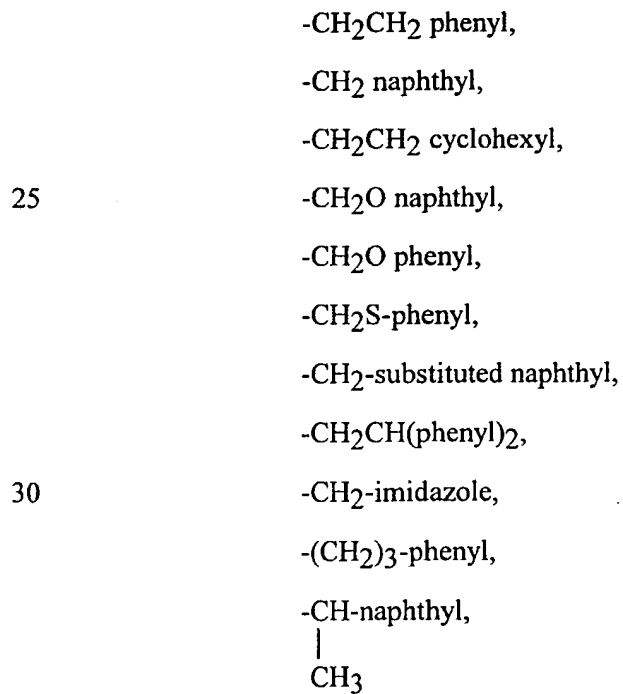 -CH2CH2 phenyl,
-CH2 naphthyl,
-CH2CH2 cyclohexyl,
25 -CH2O naphthyl,
-CH2O phenyl,
-CH2S-phenyl,
-CH2-substituted naphthyl,
-CH2CH(phenyl)2,
30 -CH2-imidazole,
-(CH2)3-phenyl,
-CH-naphthyl,
|
CH3